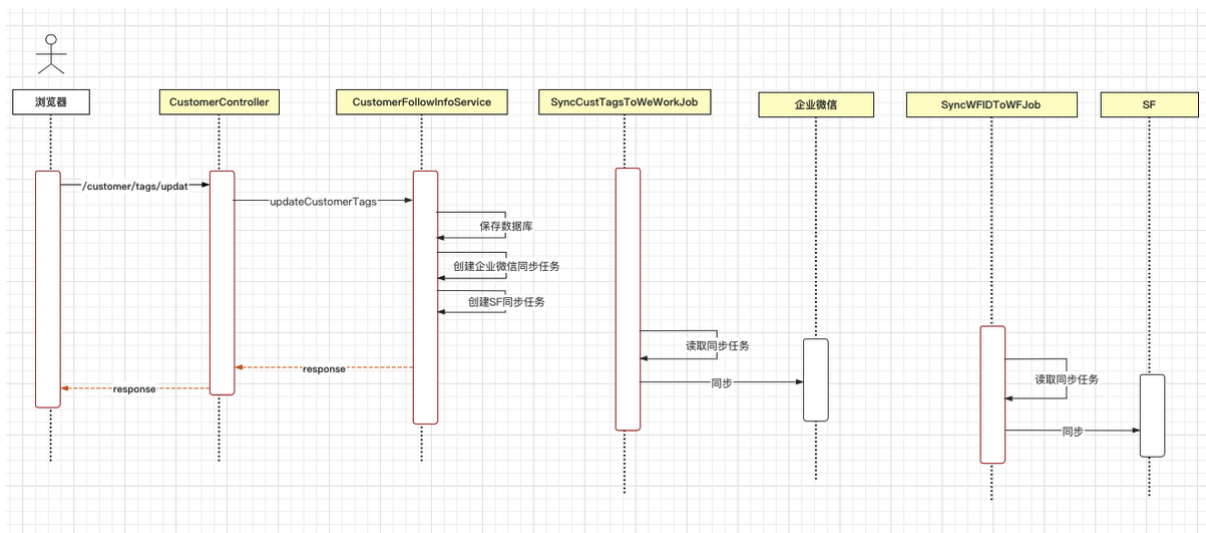 浏览器
CustomerController
CustomerFollowInfoService
SyncCustTagsToWeWorkJob
企业微信
SyncWFIDToWFJob
SF
/customer/tags/updat
updateCustomerTags
保存数据库
创建企业微信同步任务
创建SF同步任务
读取同步任务
同步
response
response
读取同步任务
同步